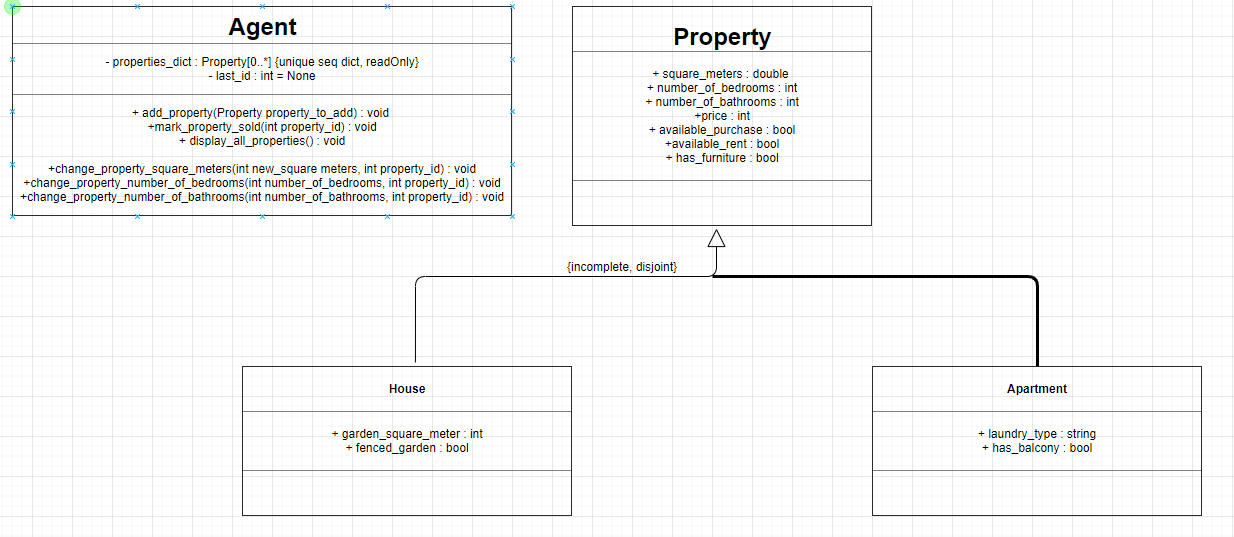 Agent
- properties_dict : Property[0..*] {unique seq dict, readOnly}
- last_id : int = None
+ add_property(Property property_to_add) : void
+mark_property_sold(int property_id) : void
+ display_all_properties() : void
+change_property_square_meters(int new_square meters, int property_id) : void
+change_property_number_of_bedrooms(int number_of_bedrooms, int property_id) : void
+change_property_number_of_bathrooms(int number_of_bathrooms, int property_id) : void
Property
+ square_meters : double
+ number_of_bedrooms : int
+ number_of_bathrooms : int
+price : int
+ available_purchase : bool
+available_rent : bool
+ has_furniture : bool
{incomplete, disjoint}
House
+ garden_square_meter : int
+ fenced_garden : bool
Apartment
+ laundry_type : string
+ has_balcony : bool